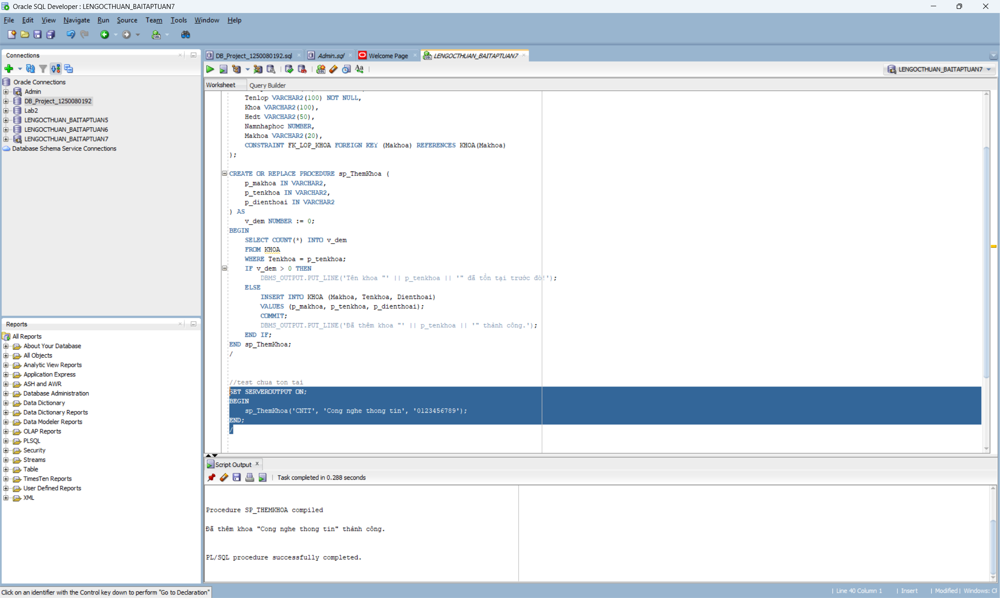 Oracle SQL Developer : LENGOCTHUAN_BAITAPTUAN7
File Edit View Navigate Run Source Team Tools Window Help
Connections
Oracle Connections
Admin
DB_Project_1250080192
Lab2
LENGOCTHUAN_BAITAPTUAN5
LENGOCTHUAN_BAITAPTUAN6
LENGOCTHUAN_BAITAPTUAN7
Database Schema Service Connections
Reports
All Reports
About Your Database
All Objects
Analytic View Reports
Application Express
ASH and AWR
Database Administration
Data Dictionary
Data Dictionary Reports
Data Modeler Reports
OLAP Reports
PLSQL
Security
Streams
Table
TimesTen Reports
User Defined Reports
XML
DB_Project_1250080192.sql Admin.sql Welcome Page LENGOCTHUAN_BAITAPTUAN7
LENGOCTHUAN_BAITAPTUAN7
Worksheet Query Builder
Tenlop VARCHAR2(100) NOT NULL,
Khoa VARCHAR2(100),
Hedt VARCHAR2(50),
Namnhaphoc NUMBER,
Makhoa VARCHAR2(20),
CONSTRAINT FK_LOP_KHOA FOREIGN KEY (Makhoa) REFERENCES KHOA(Makhoa)
);
CREATE OR REPLACE PROCEDURE sp_ThemKhoa (
p_makhoa IN VARCHAR2,
p_tenkhoa IN VARCHAR2,
p_dienthoai IN VARCHAR2
) AS
v_dem NUMBER := 0;
BEGIN
SELECT COUNT(*) INTO v_dem
FROM KHOA
WHERE Tenkhoa = p_tenkhoa;
IF v_dem > 0 THEN
DBMS_OUTPUT.PUT_LINE('Tên khoa "' || p_tenkhoa || '" đã tồn tại trước đó!');
ELSE
INSERT INTO KHOA (Makhoa, Tenkhoa, Dienthoai)
VALUES (p_makhoa, p_tenkhoa, p_dienthoai);
COMMIT;
DBMS_OUTPUT.PUT_LINE('Đã thêm khoa "' || p_tenkhoa || '" thành công.');
END IF;
END sp_ThemKhoa;
/
//test chua ton tai
SET SERVEROUTPUT ON;
BEGIN
sp_ThemKhoa('CNTT', 'Cong nghe thong tin', '0123456789');
END;
/
Script Output
Task completed in 0.288 seconds
Procedure SP_THEMKHOA compiled
Đã thêm khoa "Cong nghe thong tin" thành công.
PL/SQL procedure successfully completed.
Click on an identifier with the Control key down to perform "Go to Declaration"
Line 40 Column 1 | Insert | Modified | Windows: